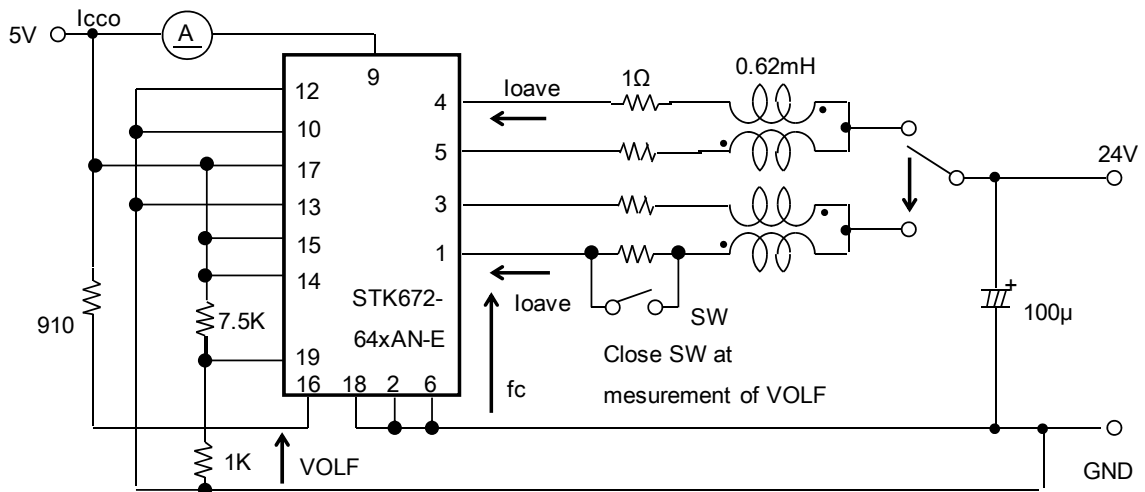 Icco
5V
A
9
12
10
17
13
15
14
19
16
18
2
6
4
5
3
1
STK672-
64xAN-E
Ioave
1Ω
0.62mH
24V
Ioave
SW
Close SW at
mesurement of VOLF
fc
100µ
+
910
7.5K
1K
VOLF
GND